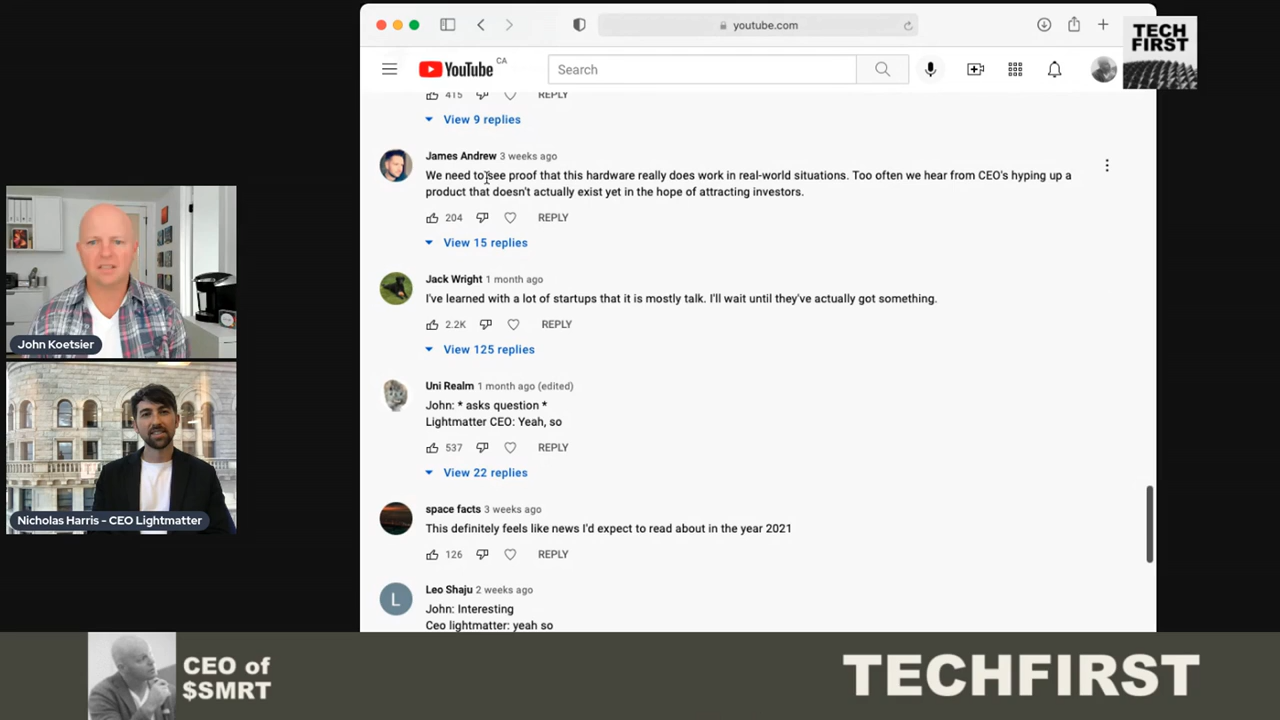 youtube.com
TECH
FIRST
YouTube CA
Search
415 REPLY
View 9 replies
James Andrew 3 weeks ago
We need to see proof that this hardware really does work in real-world situations. Too often we hear from CEO's hyping up a
product that doesn't actually exist yet in the hope of attracting investors.
204 REPLY
View 15 replies
Jack Wright 1 month ago
I've learned with a lot of startups that it is mostly talk. I'll wait until they've actually got something.
2.2K REPLY
View 125 replies
Uni Realm 1 month ago (edited)
John: * asks question *
Lightmatter CEO: Yeah, so
537 REPLY
View 22 replies
space facts 3 weeks ago
This definitely feels like news I'd expect to read about in the year 2021
126 REPLY
L
Leo Shaju 2 weeks ago
John: Interesting
Ceo lightmatter: yeah so
John Koetsier
Nicholas Harris - CEO Lightmatter
CEO of
$SMRT
TECHFIRST